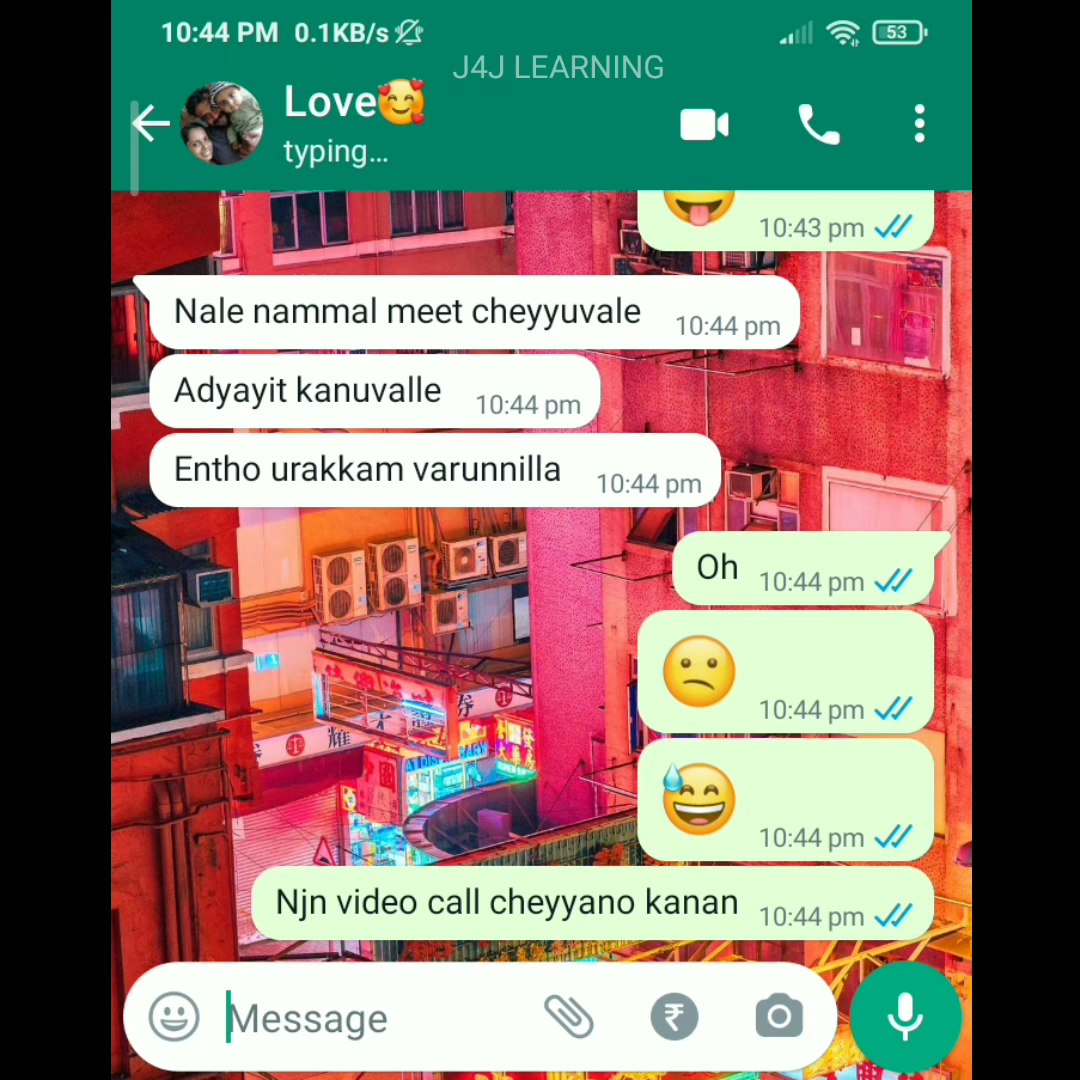 10:44 PM 0.1KB/s 53
J4J LEARNING
Love🥰
typing...
😜 10:43 pm
Nale nammal meet cheyyuvale 10:44 pm
Adyayit kanuvalle 10:44 pm
Entho urakkam varunnilla 10:44 pm
Oh 10:44 pm
😕 10:44 pm
😅 10:44 pm
Njn video call cheyyano kanan 10:44 pm
Message